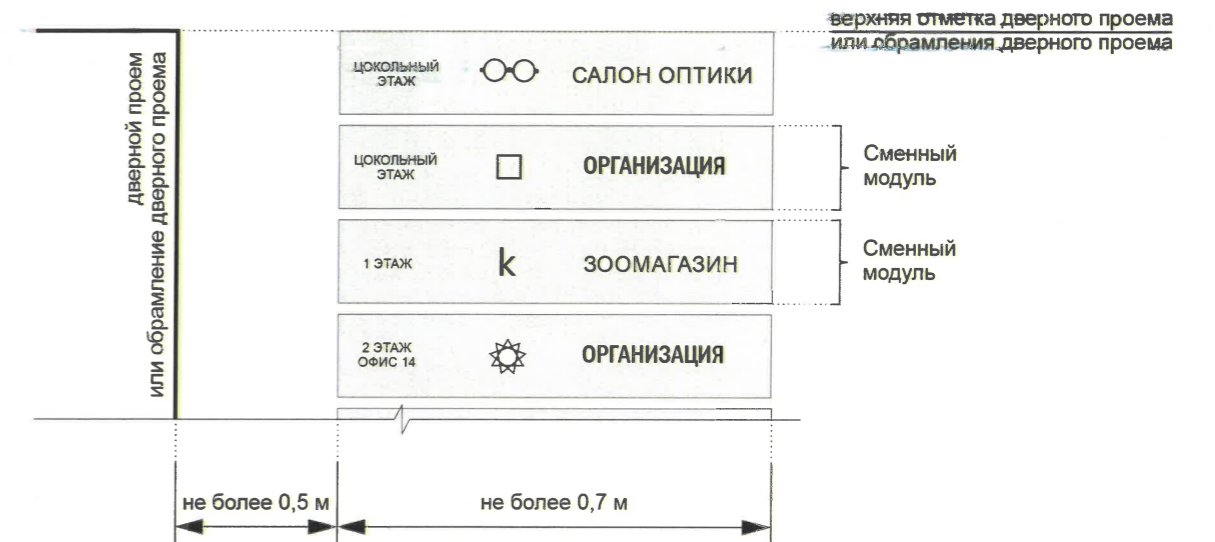 верхняя отметка дверного проема
или обрамления дверного проема
дверной проем
или обрамление дверного проема
ЦОКОЛЬНЫЙ
ЭТАЖ
САЛОН ОПТИКИ
ЦОКОЛЬНЫЙ
ЭТАЖ
ОРГАНИЗАЦИЯ
Сменный
модуль
1 ЭТАЖ
k
ЗООМАГАЗИН
Сменный
модуль
2 ЭТАЖ
ОФИС 14
ОРГАНИЗАЦИЯ
не более 0,5 м
не более 0,7 м